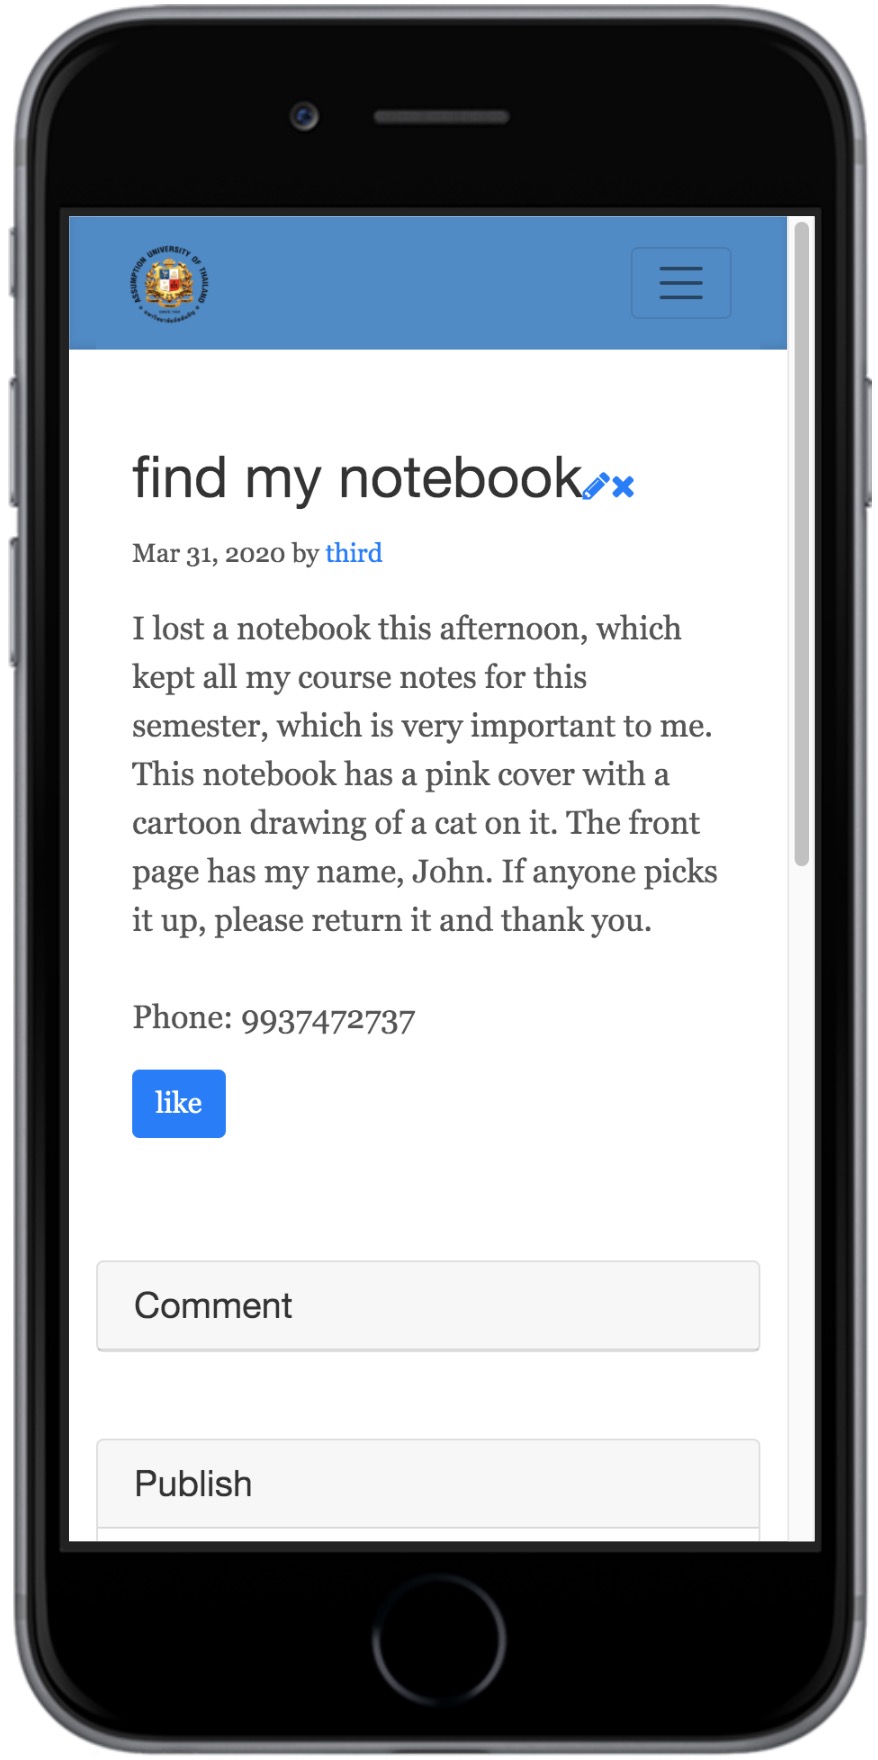 ASSUMPTION UNIVERSITY OF THAILAND
find my notebook
Mar 31, 2020 by third
I lost a notebook this afternoon, which
kept all my course notes for this
semester, which is very important to me.
This notebook has a pink cover with a
cartoon drawing of a cat on it. The front
page has my name, John. If anyone picks
it up, please return it and thank you.
Phone: 9937472737
like
Comment
Publish